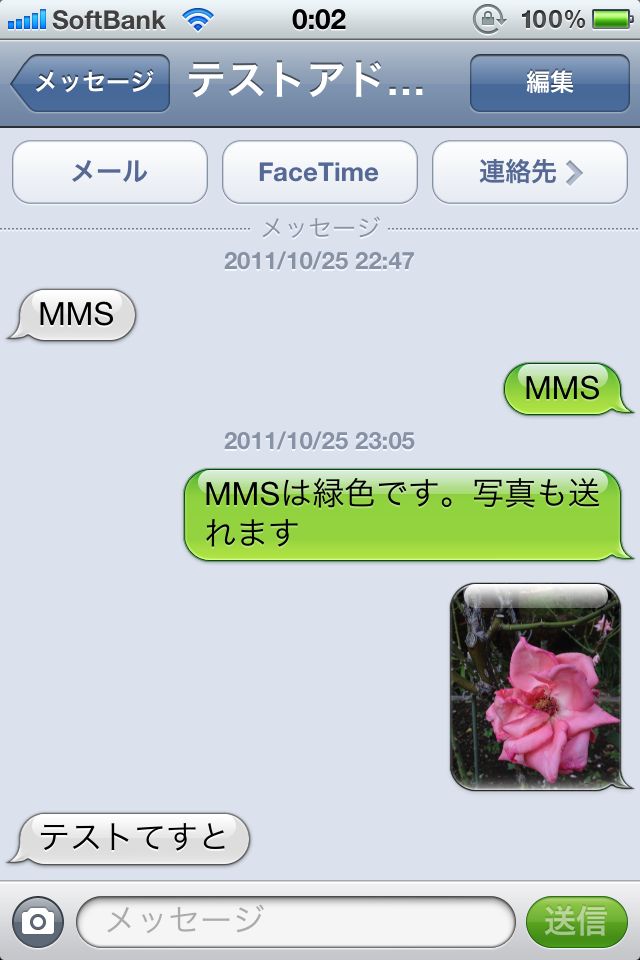 SoftBank 0:02 100%
メッセージ テストアド... 編集
メール FaceTime 連絡先
メッセージ
2011/10/25 22:47
MMS
MMS
2011/10/25 23:05
MMSは緑色です。写真も送
れます
テストてすと
メッセージ 送信